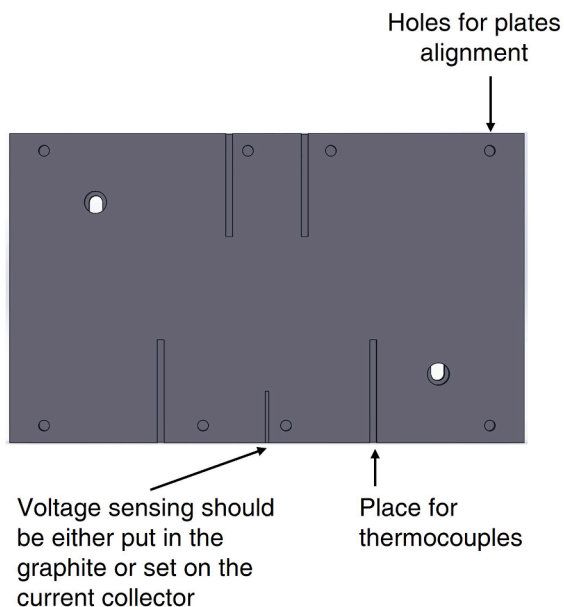 Holes for plates
alignment
Voltage sensing should
be either put in the
graphite or set on the
current collector
Place for
thermocouples